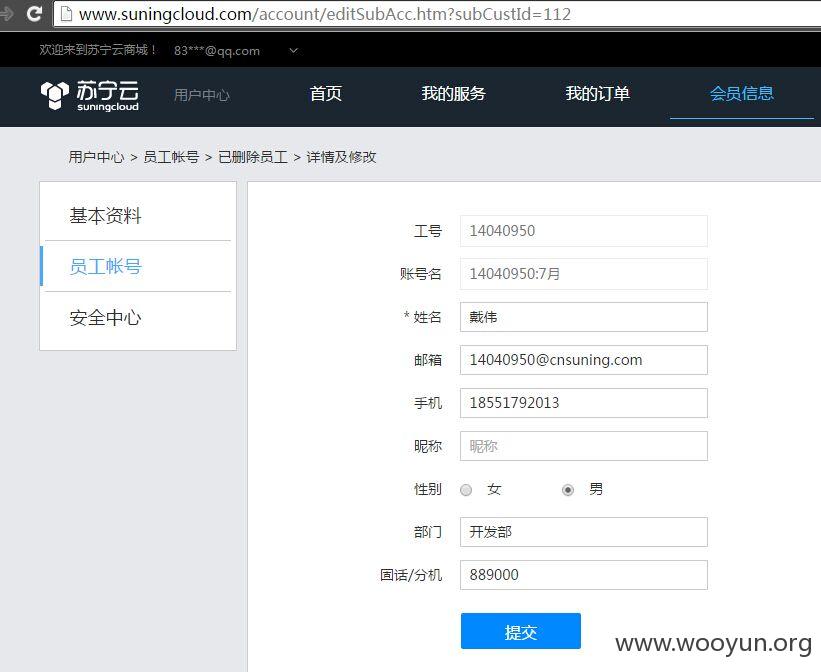 www.suningcloud.com/account/editSubAcc.htm?subCustId=112
欢迎来到苏宁云商城！ 83***@qq.com
苏宁云 suningcloud 用户中心 首页 我的服务 我的订单 会员信息
用户中心 > 员工帐号 > 已删除员工 > 详情及修改
基本资料
员工帐号
安全中心
工号 14040950
账号名 14040950:7月
* 姓名 戴伟
邮箱 14040950@cnsuning.com
手机 18551792013
昵称 昵称
性别 女 男
部门 开发部
固话/分机 889000
提交
www.wooyun.org